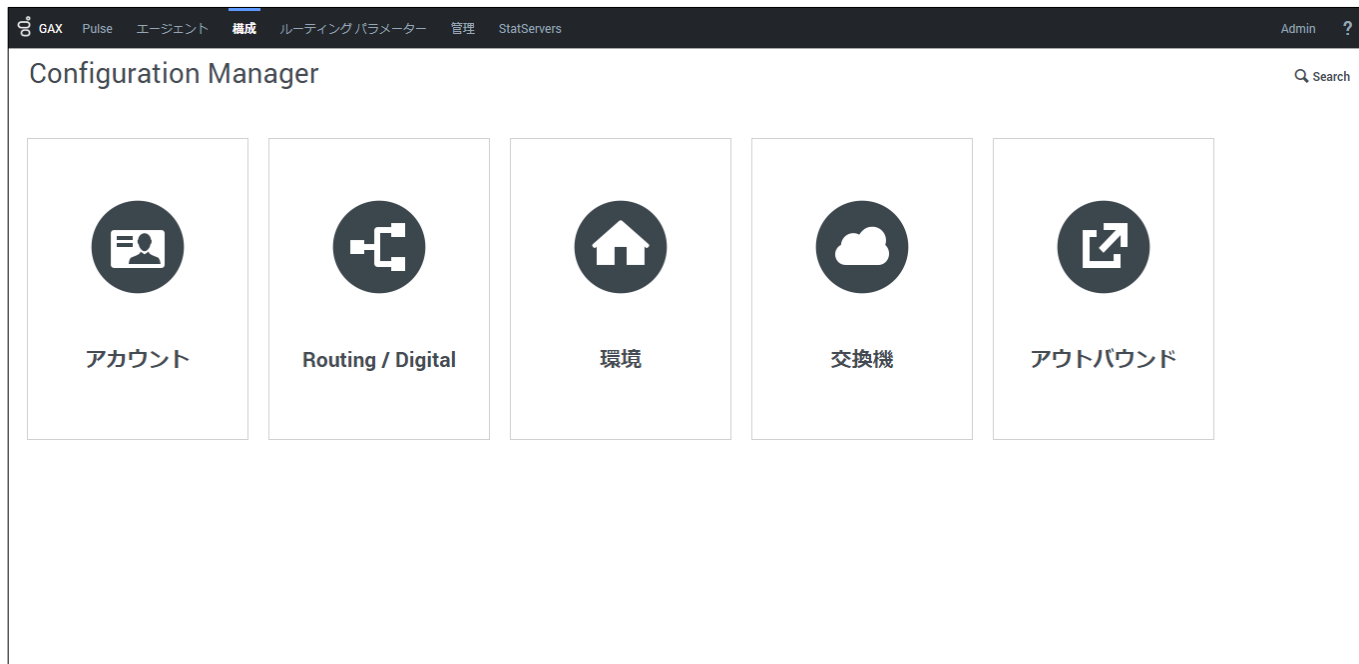 GAX Pulse エージェント 構成 ルーティングパラメーター 管理 StatServers Admin ?
Configuration Manager
Search
アカウント
Routing / Digital
環境
交換機
アウトバウンド